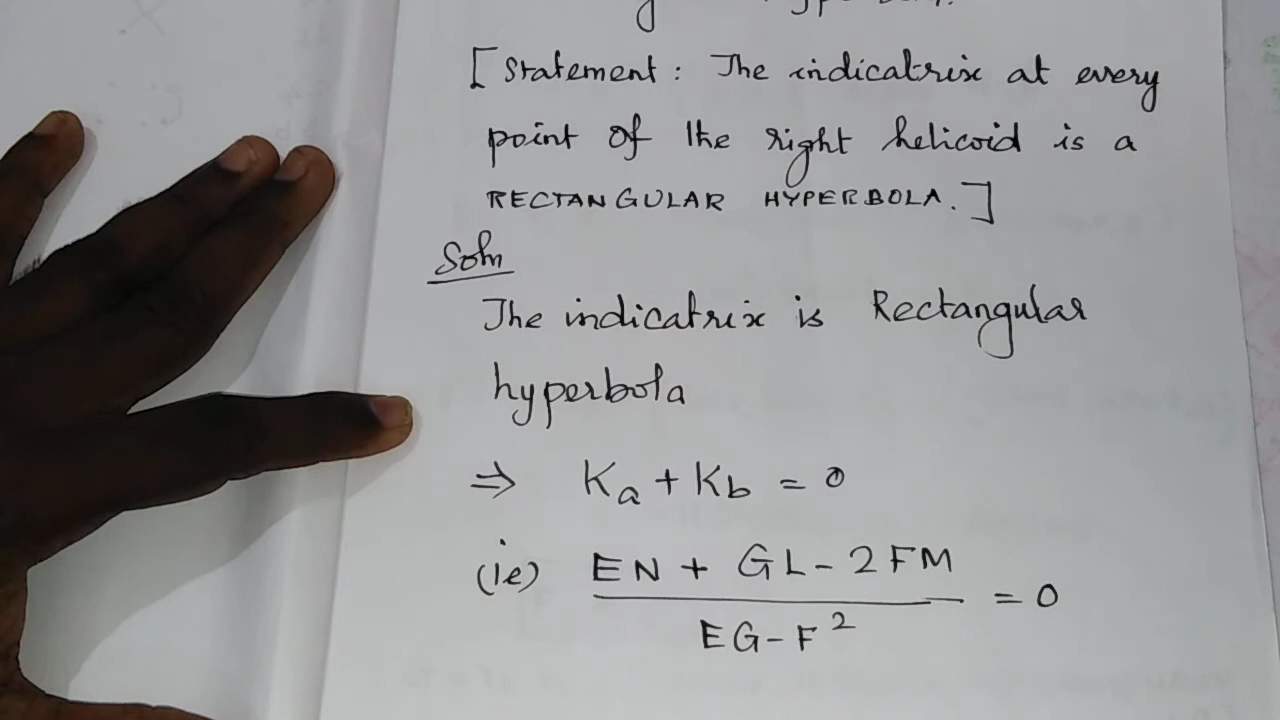 [Statement: The indicatrix at every
point of the right helicoid is a
RECTANGULAR HYPERBOLA.]
Soln
The indicatrix is Rectangular
hyperbola
⇒ Ka + Kb = 0
(ie) EN + GL - 2FM / EG - F² = 0